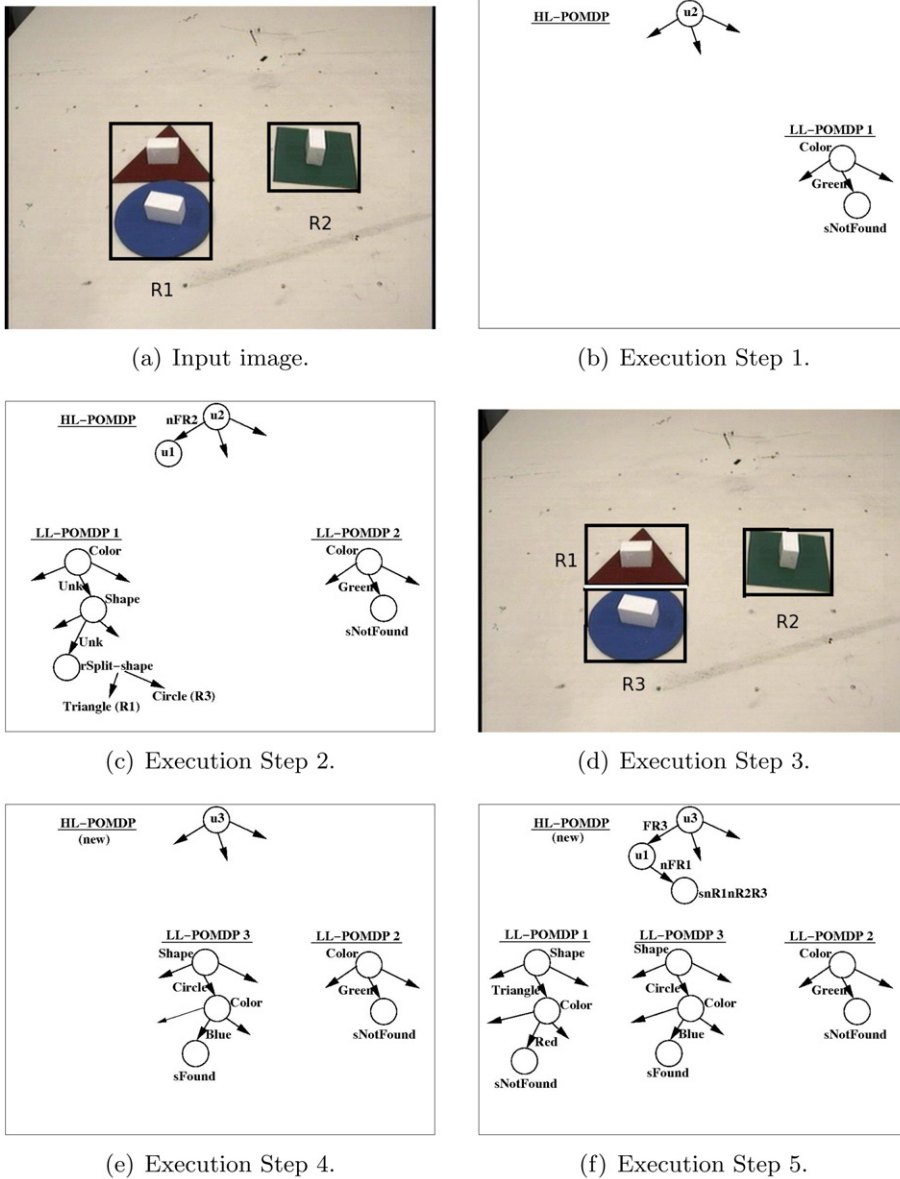 R1
R2
(a) Input image.
HL-POMDP
u2
LL-POMDP 1
Color
Green
sNotFound
(b) Execution Step 1.
HL-POMDP
nFR2
u2
u1
LL-POMDP 1
Color
Unk
Shape
Unk
rSplit-shape
Triangle (R1)
Circle (R3)
LL-POMDP 2
Color
Green
sNotFound
(c) Execution Step 2.
R1
R2
R3
(d) Execution Step 3.
HL-POMDP
(new)
u3
LL-POMDP 3
Shape
Circle
Color
Blue
sFound
LL-POMDP 2
Color
Green
sNotFound
(e) Execution Step 4.
HL-POMDP
(new)
u3
FR3
u1
nFR1
snR1nR2R3
LL-POMDP 1
Shape
Triangle
Color
Red
sNotFound
LL-POMDP 3
Shape
Circle
Color
Blue
sFound
LL-POMDP 2
Color
Green
sNotFound
(f) Execution Step 5.